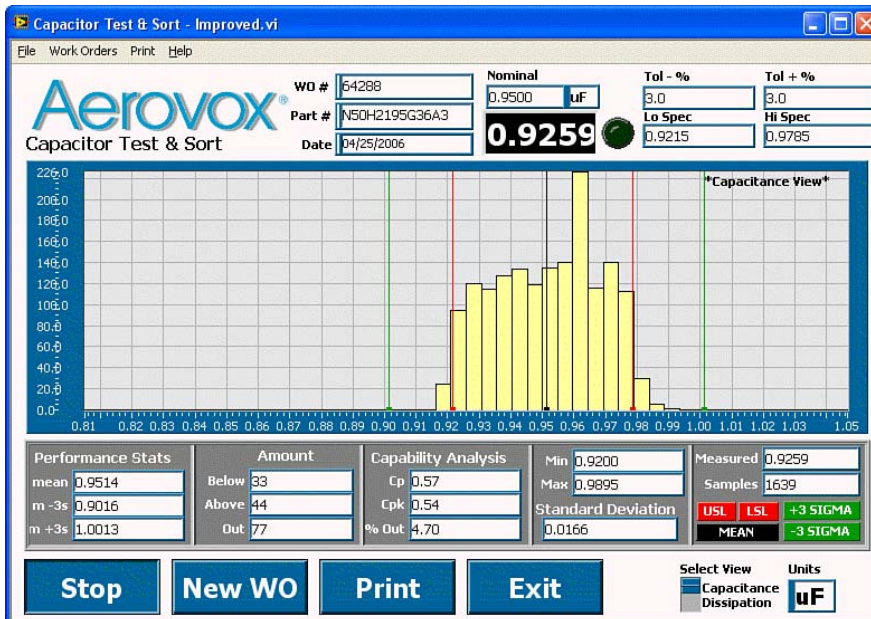 Capacitor Test & Sort - Improved.vi
File Work Orders Print Help
Aerovox®
Capacitor Test & Sort
WO # 64288
Part # N50H2195G36A3
Date 04/25/2006
Nominal
0.9500 uF
0.9259
Tol - % Tol + %
3.0 3.0
Lo Spec Hi Spec
0.9215 0.9785
*Capacitance View*
226.0
200.0
180.0
160.0
140.0
120.0
100.0
80.0
60.0
40.0
20.0
0.0
0.81 0.82 0.83 0.84 0.85 0.86 0.87 0.88 0.89 0.90 0.91 0.92 0.93 0.94 0.95 0.96 0.97 0.98 0.99 1.00 1.01 1.02 1.03 1.05
Performance Stats
mean 0.9514
m -3s 0.9016
m +3s 1.0013
Amount
Below 33
Above 44
Out 77
Capability Analysis
Cp 0.57
Cpk 0.54
% Out 4.70
Min 0.9200
Max 0.9895
Standard Deviation
0.0166
Measured 0.9259
Samples 1639
USL LSL +3 SIGMA
MEAN -3 SIGMA
Stop New WO Print Exit
Select View
Capacitance
Dissipation
Units
uF